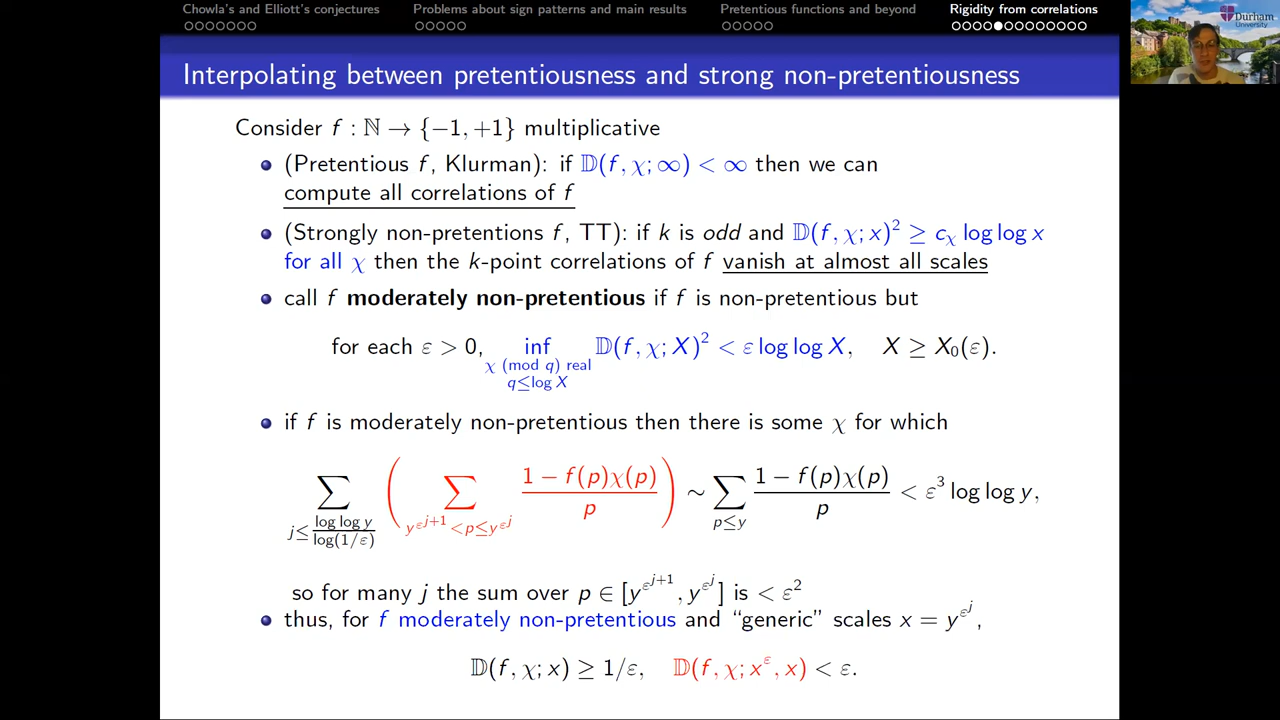 Chowla's and Elliott's conjectures
Problems about sign patterns and main results
Pretentious functions and beyond
Rigidity from correlations
Durham
University
Interpolating between pretentiousness and strong non-pretentiousness
Consider f : ℕ → {−1, +1} multiplicative
(Pretentious f, Klurman): if 𝔻(f, χ; ∞) < ∞ then we can
compute all correlations of f
(Strongly non-pretentions f, TT): if k is odd and 𝔻(f, χ; x)² ≥ c_χ log log x
for all χ then the k-point correlations of f vanish at almost all scales
call f moderately non-pretentious if f is non-pretentious but
for each ε > 0, inf_{χ (mod q) real, q≤log X} 𝔻(f, χ; X)² < ε log log X, X ≥ X₀(ε).
if f is moderately non-pretentious then there is some χ for which
∑_{j≤\frac{log log y}{log(1/ε)}} ( ∑_{y^{ε^{j+1}}<p≤y^{ε^j}} \frac{1 − f(p)χ(p)}{p} ) ∼ ∑_{p≤y} \frac{1 − f(p)χ(p)}{p} < ε³ log log y,
so for many j the sum over p ∈ [y^{ε^{j+1}}, y^{ε^j}] is < ε²
thus, for f moderately non-pretentious and “generic” scales x = y^{ε^j},
𝔻(f, χ; x) ≥ 1/ε, 𝔻(f, χ; x^ε, x) < ε.